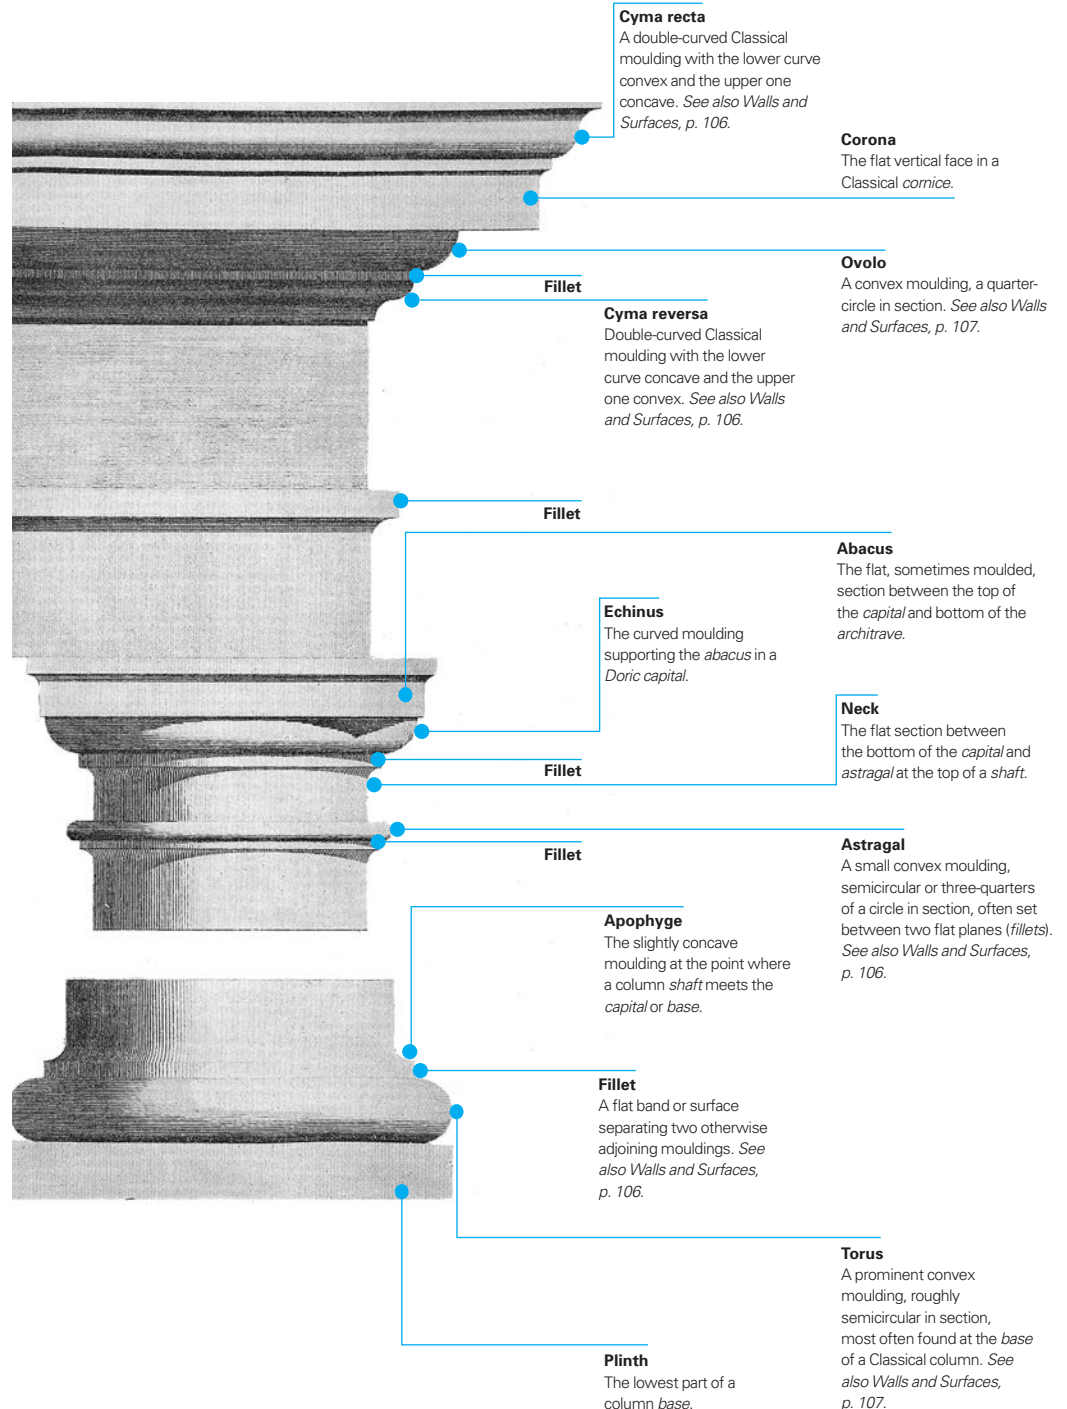 Cyma recta
A double-curved Classical
moulding with the lower curve
convex and the upper one
concave. See also Walls and
Surfaces, p. 106.
Corona
The flat vertical face in a
Classical cornice.
Ovolo
A convex moulding, a quarter-
circle in section. See also Walls
and Surfaces, p. 107.
Fillet
Cyma reversa
Double-curved Classical
moulding with the lower
curve concave and the upper
one convex. See also Walls
and Surfaces, p. 106.
Fillet
Abacus
The flat, sometimes moulded,
section between the top of
the capital and bottom of the
architrave.
Echinus
The curved moulding
supporting the abacus in a
Doric capital.
Neck
The flat section between
the bottom of the capital and
astragal at the top of a shaft.
Fillet
Astragal
A small convex moulding,
semicircular or three-quarters
of a circle in section, often set
between two flat planes (fillets).
See also Walls and Surfaces,
p. 106.
Fillet
Apophyge
The slightly concave
moulding at the point where
a column shaft meets the
capital or base.
Fillet
A flat band or surface
separating two otherwise
adjoining mouldings. See
also Walls and Surfaces,
p. 106.
Torus
A prominent convex
moulding, roughly
semicircular in section,
most often found at the base
of a Classical column. See
also Walls and Surfaces,
p. 107.
Plinth
The lowest part of a
column base.